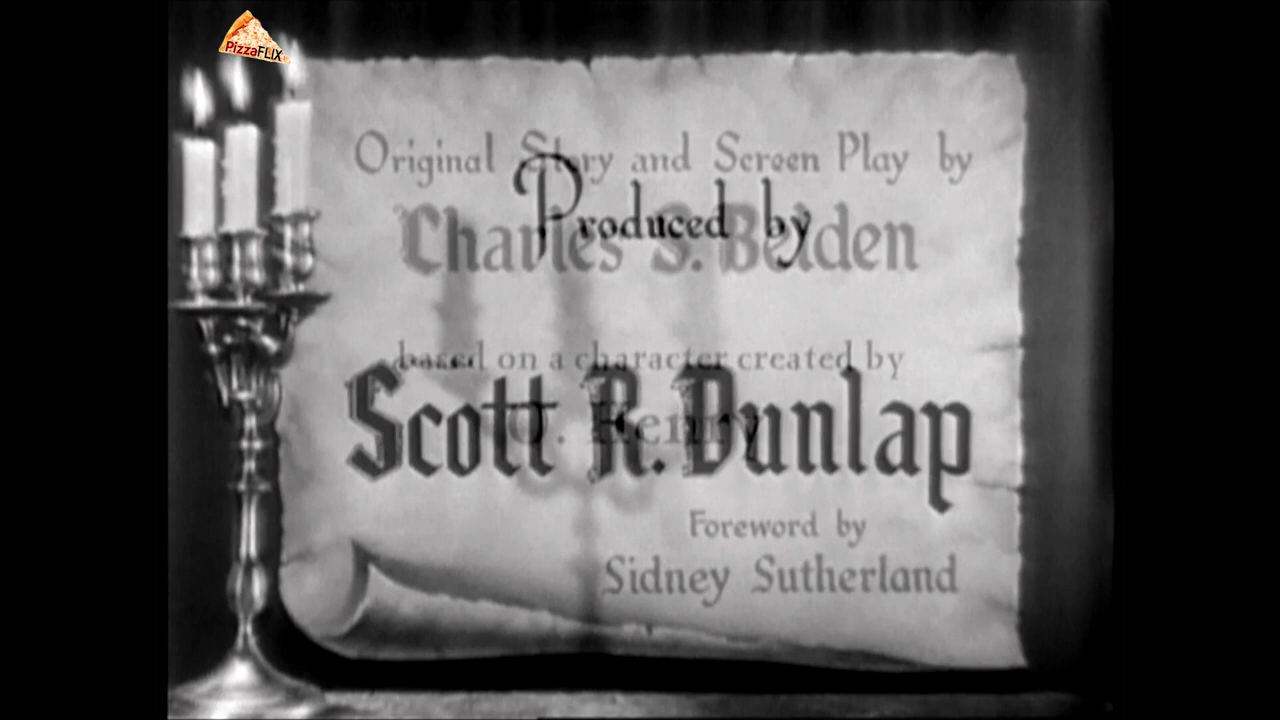 PizzaFLIX
Original Story and Screen Play by
Produced by
Charles S. Belden
based on a character created by
Scott R. Dunlap
O. Henry
Foreword by
Sidney Sutherland